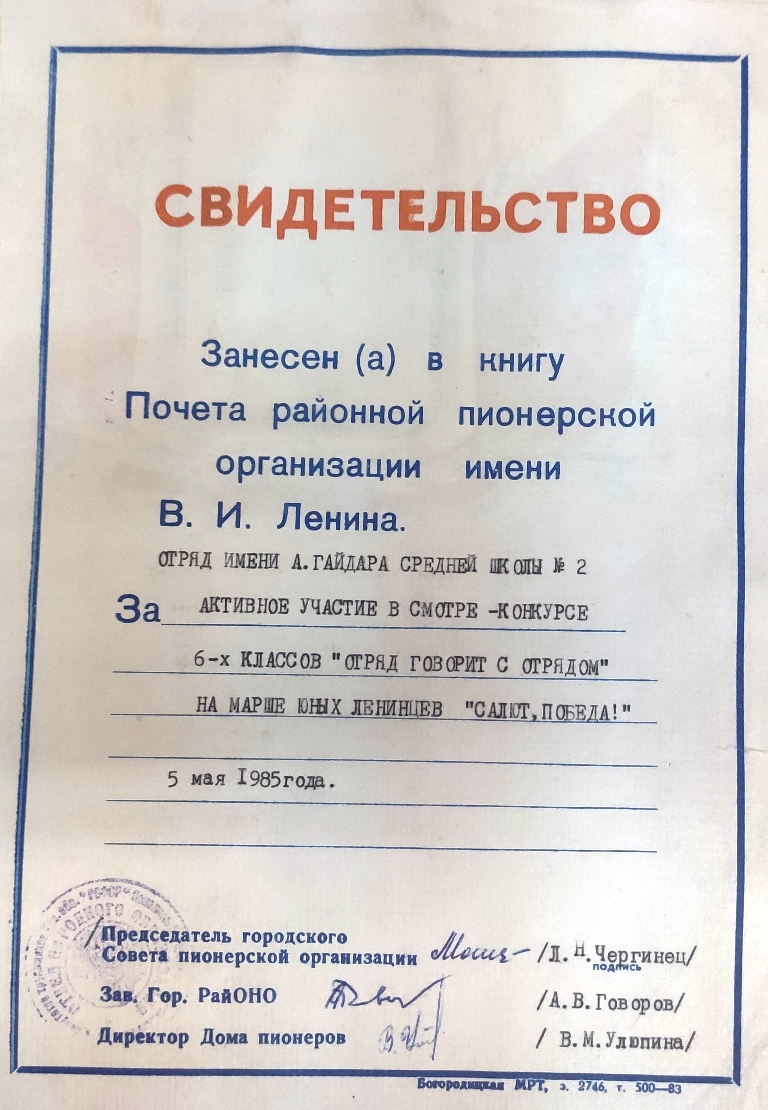 СВИДЕТЕЛЬСТВО
Занесен (а) в книгу
Почета районной пионерской
организации имени
В. И. Ленина.
ОТРЯД ИМЕНИ А.ГАЙДАРА СРЕДНЕЙ ШКОЛЫ № 2
За АКТИВНОЕ УЧАСТИЕ В СМОТРЕ -КОНКУРСЕ
6-х КЛАССОВ "ОТРЯД ГОВОРИТ С ОТРЯДОМ"
НА МАРШЕ ЮНЫХ ЛЕНИНЦЕВ "САЛЮТ,ПОБЕДА!"
5 мая 1985года.
Председатель городского
Совета пионерской организации /Л.Н.Чергинец/
подпись
Зав. Гор. РайОНО /А.В.Говоров/
Директор Дома пионеров / В.М.Улюпина/
Богородицкая МРТ, з. 2746, т. 500—83